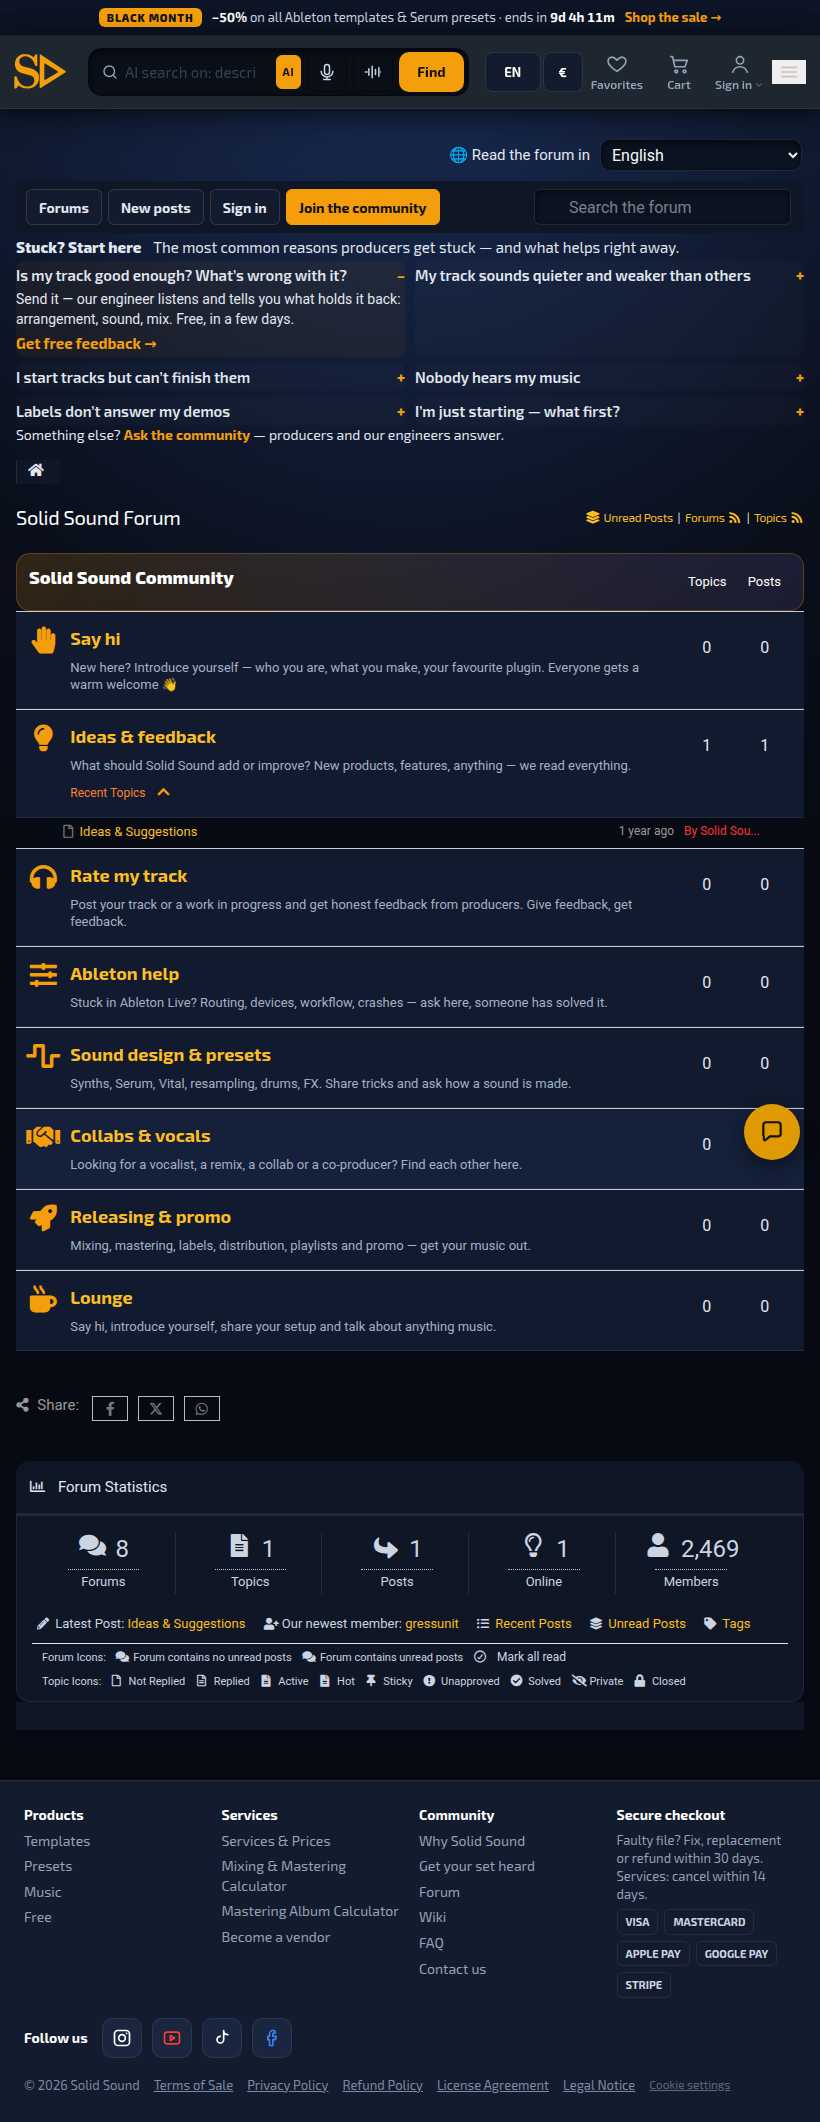 BLACK MONTH −50% on all Ableton templates & Serum presets · ends in 9d 4h 11m Shop the sale →
AI search on: descri AI Find EN € Favorites Cart Sign in
🌐 Read the forum in English
Forums New posts Sign in Join the community Search the forum
Stuck? Start here The most common reasons producers get stuck — and what helps right away.
Is my track good enough? What's wrong with it? −
My track sounds quieter and weaker than others +
Send it — our engineer listens and tells you what holds it back:
arrangement, sound, mix. Free, in a few days.
Get free feedback →
I start tracks but can't finish them + Nobody hears my music +
Labels don't answer my demos + I'm just starting — what first? +
Something else? Ask the community — producers and our engineers answer.
Solid Sound Forum Unread Posts | Forums | Topics
Solid Sound Community Topics Posts
Say hi 0 0
New here? Introduce yourself — who you are, what you make, your favourite plugin. Everyone gets a
warm welcome 👋
Ideas & feedback 1 1
What should Solid Sound add or improve? New products, features, anything — we read everything.
Recent Topics
Ideas & Suggestions 1 year ago By Solid Sou...
Rate my track 0 0
Post your track or a work in progress and get honest feedback from producers. Give feedback, get
feedback.
Ableton help 0 0
Stuck in Ableton Live? Routing, devices, workflow, crashes — ask here, someone has solved it.
Sound design & presets 0 0
Synths, Serum, Vital, resampling, drums, FX. Share tricks and ask how a sound is made.
Collabs & vocals 0
Looking for a vocalist, a remix, a collab or a co-producer? Find each other here.
Releasing & promo 0 0
Mixing, mastering, labels, distribution, playlists and promo — get your music out.
Lounge 0 0
Say hi, introduce yourself, share your setup and talk about anything music.
Share:
Forum Statistics
8 1 1 1 2,469
Forums Topics Posts Online Members
Latest Post: Ideas & Suggestions Our newest member: gressunit Recent Posts Unread Posts Tags
Forum Icons: Forum contains no unread posts Forum contains unread posts Mark all read
Topic Icons: Not Replied Replied Active Hot Sticky Unapproved Solved Private Closed
Products
Templates
Presets
Music
Free
Services
Services & Prices
Mixing & Mastering
Calculator
Mastering Album Calculator
Become a vendor
Community
Why Solid Sound
Get your set heard
Forum
Wiki
FAQ
Contact us
Secure checkout
Faulty file? Fix, replacement
or refund within 30 days.
Services: cancel within 14
days.
VISA MASTERCARD
APPLE PAY GOOGLE PAY
STRIPE
Follow us
© 2026 Solid Sound Terms of Sale Privacy Policy Refund Policy License Agreement Legal Notice Cookie settings